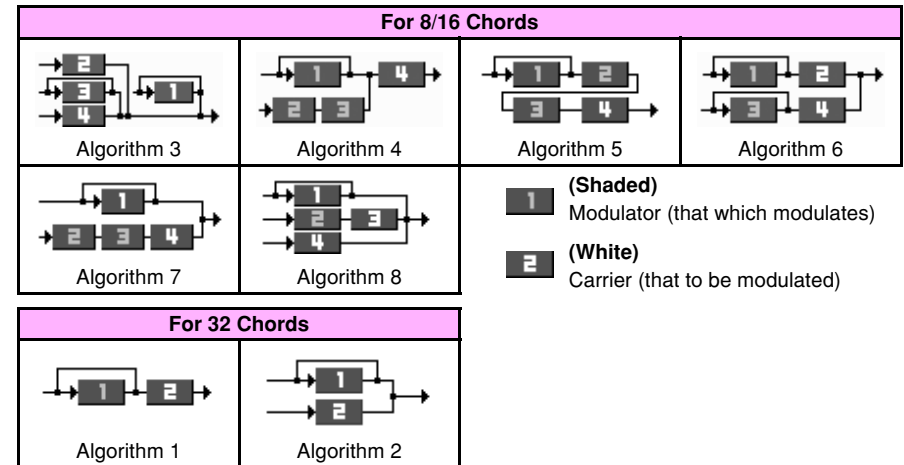 For 8/16 Chords
2
3 1
4
Algorithm 3
1 4
2 3
Algorithm 4
1 2
3 4
Algorithm 5
1 2
3 4
Algorithm 6
1
2 3 4
Algorithm 7
1
2 3
4
Algorithm 8
1 (Shaded)
Modulator (that which modulates)
2 (White)
Carrier (that to be modulated)
For 32 Chords
1 2
Algorithm 1
1
2
Algorithm 2